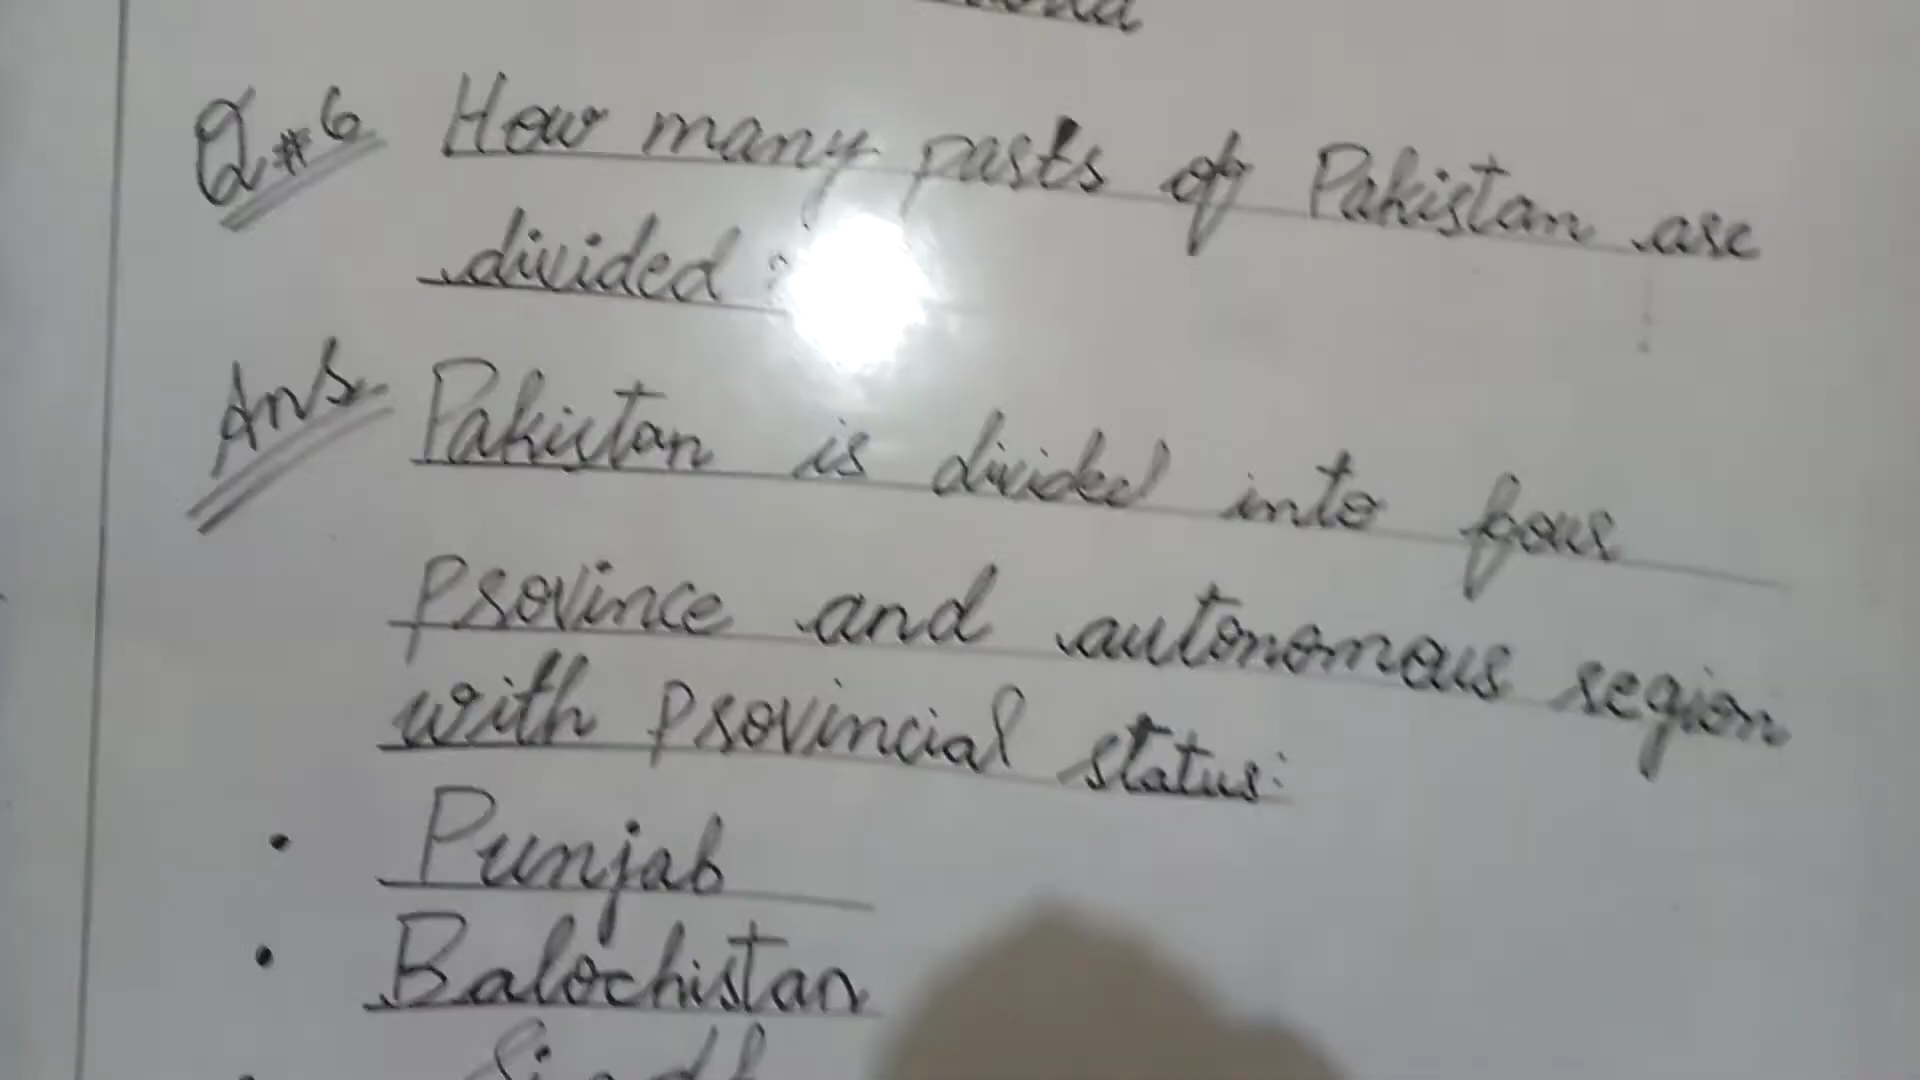 Q#6 How many parts of Pakistan are
divided?
Ans. Pakistan is divided into four
province and autonomous region
with provincial status:
• Punjab
• Balochistan